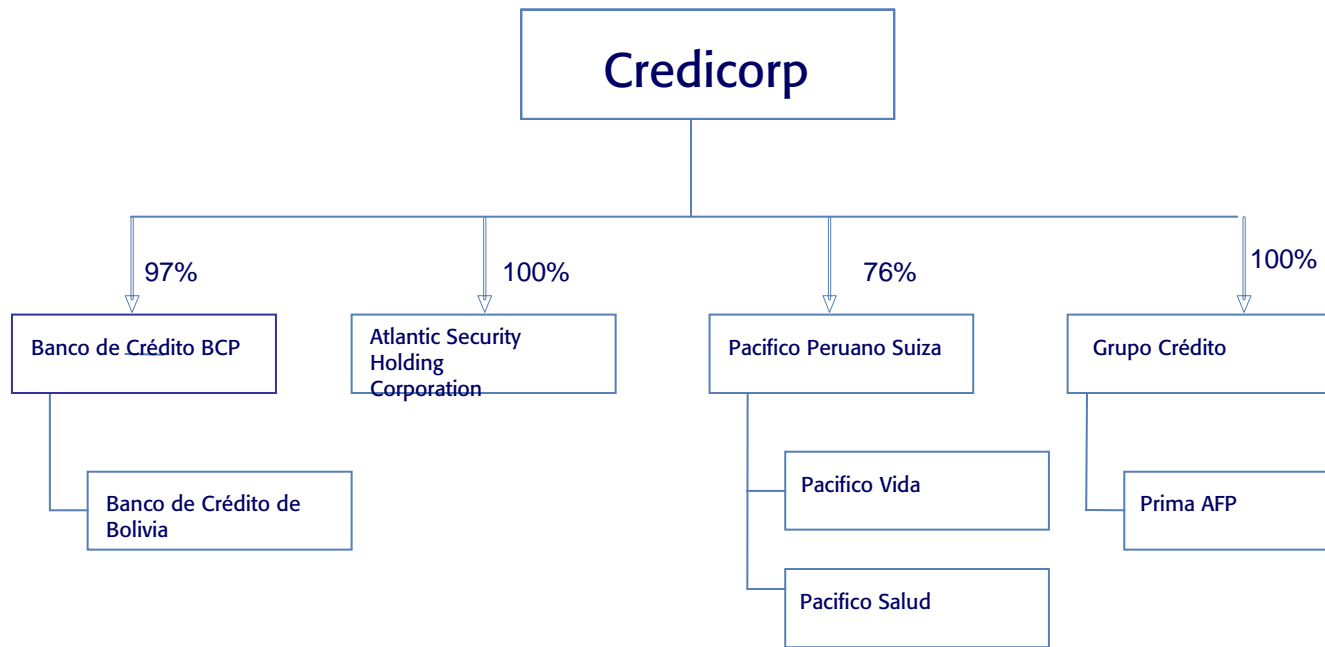 Credicorp
97%
100%
76%
100%
Banco de Crédito BCP
Atlantic Security
Holding
Corporation
Pacifico Peruano Suiza
Grupo Crédito
Banco de Crédito de
Bolivia
Pacifico Vida
Prima AFP
Pacifico Salud